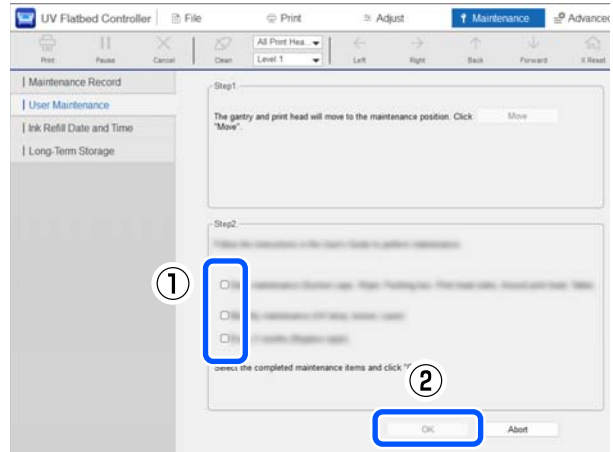 UV Flatbed Controller
File
Print
Adjust
Maintenance
Advanced
Print
Pause
Cancel
Clean
All Print Hea...
Level 1
Left
Right
Back
Forward
X Reset
Maintenance Record
User Maintenance
Ink Refill Date and Time
Long-Term Storage
Step1
The gantry and print head will move to the maintenance position. Click
"Move".
Move
Step2
①
Select the completed maintenance items and click
②
OK
Abort